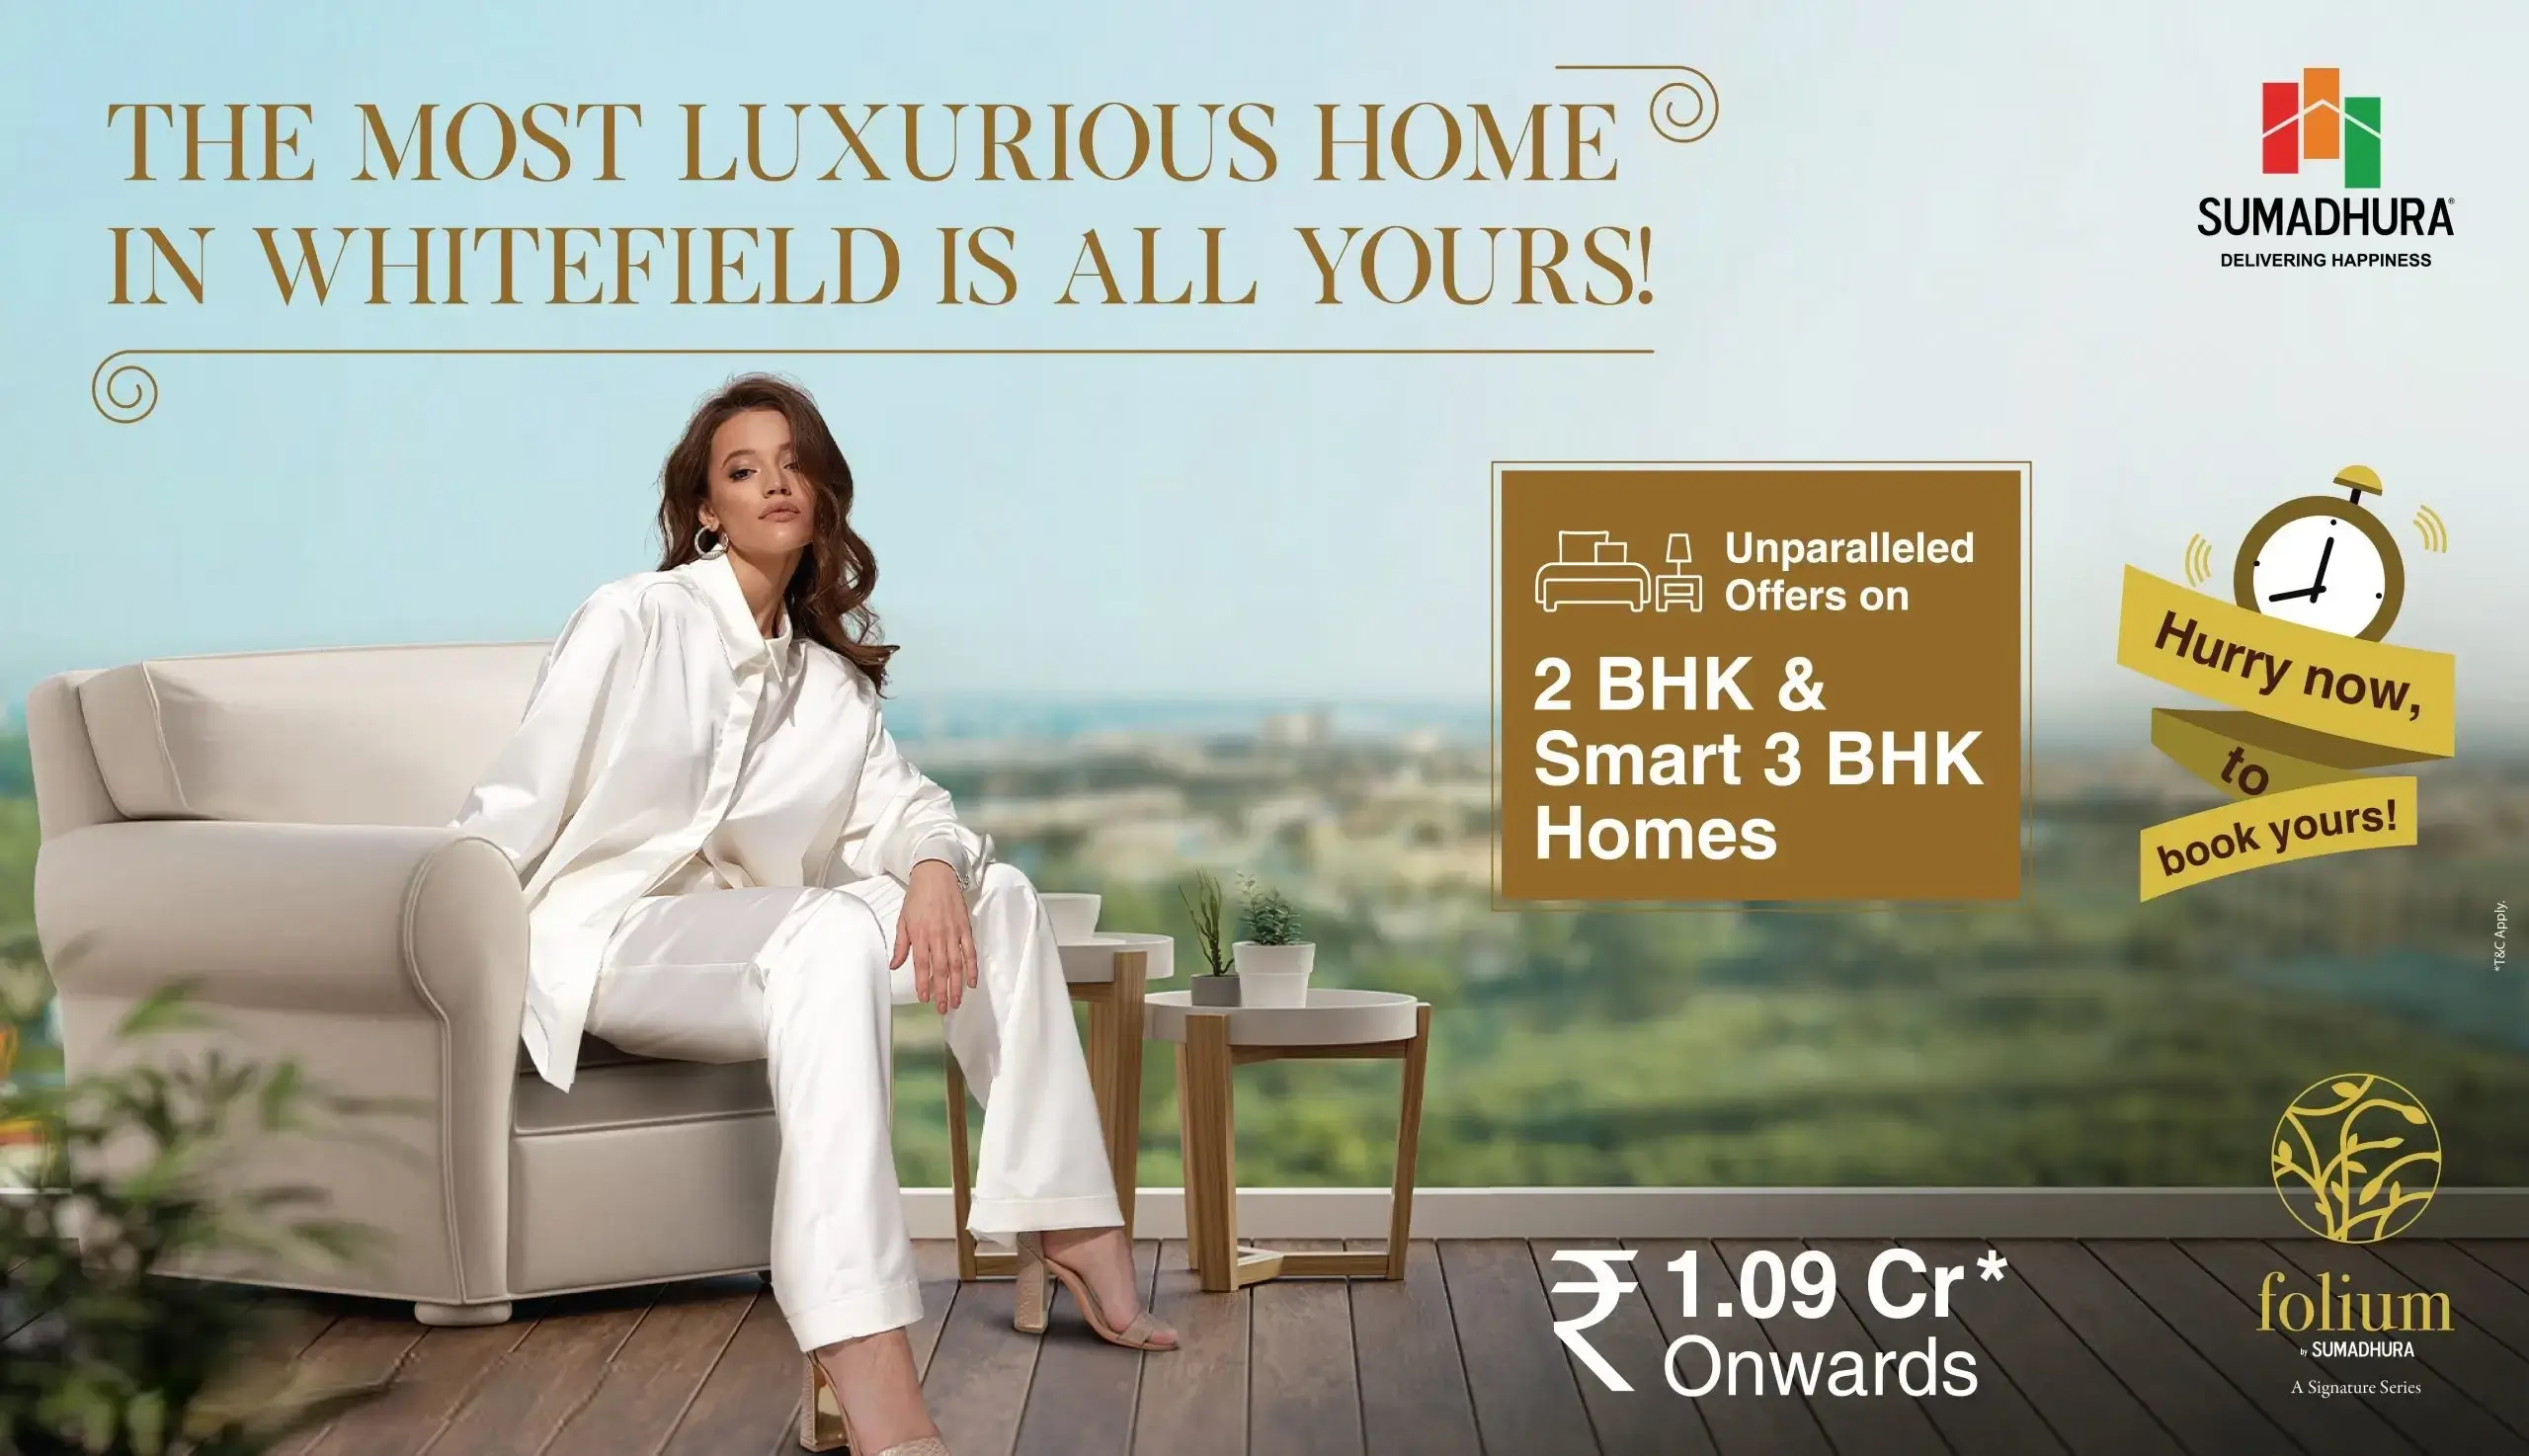 THE MOST LUXURIOUS HOME
IN WHITEFIELD IS ALL YOURS!
SUMADHURA®
DELIVERING HAPPINESS
Unparalleled
Offers on
2 BHK &
Smart 3 BHK
Homes
Hurry now,
to
book yours!
*T&C Apply.
₹ 1.09 Cr*
Onwards
folium
by SUMADHURA
A Signature Series